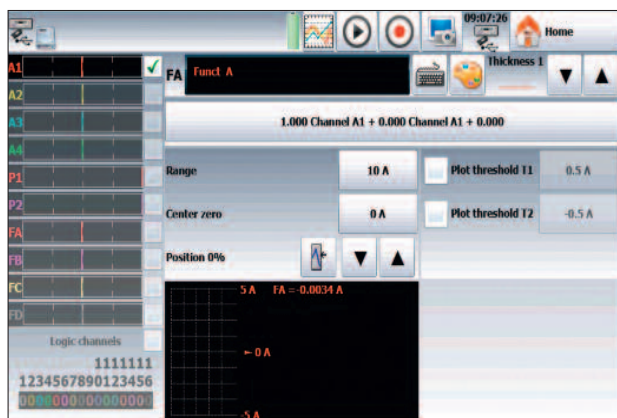 09:07:26
Home
A1
FA
Funct A
Thickness 1
A2
A3
A4
1.000 Channel A1 + 0.000 Channel A1 + 0.000
P1
Range
10 A
Plot threshold T1
0.5 A
P2
Center zero
0 A
Plot threshold T2
-0.5 A
FA
FB
Position 0%
FC
FD
5 A FA =-0.0034 A
Logic channels
0 A
1111111
1234567890123456
0000000000000000
-5 A